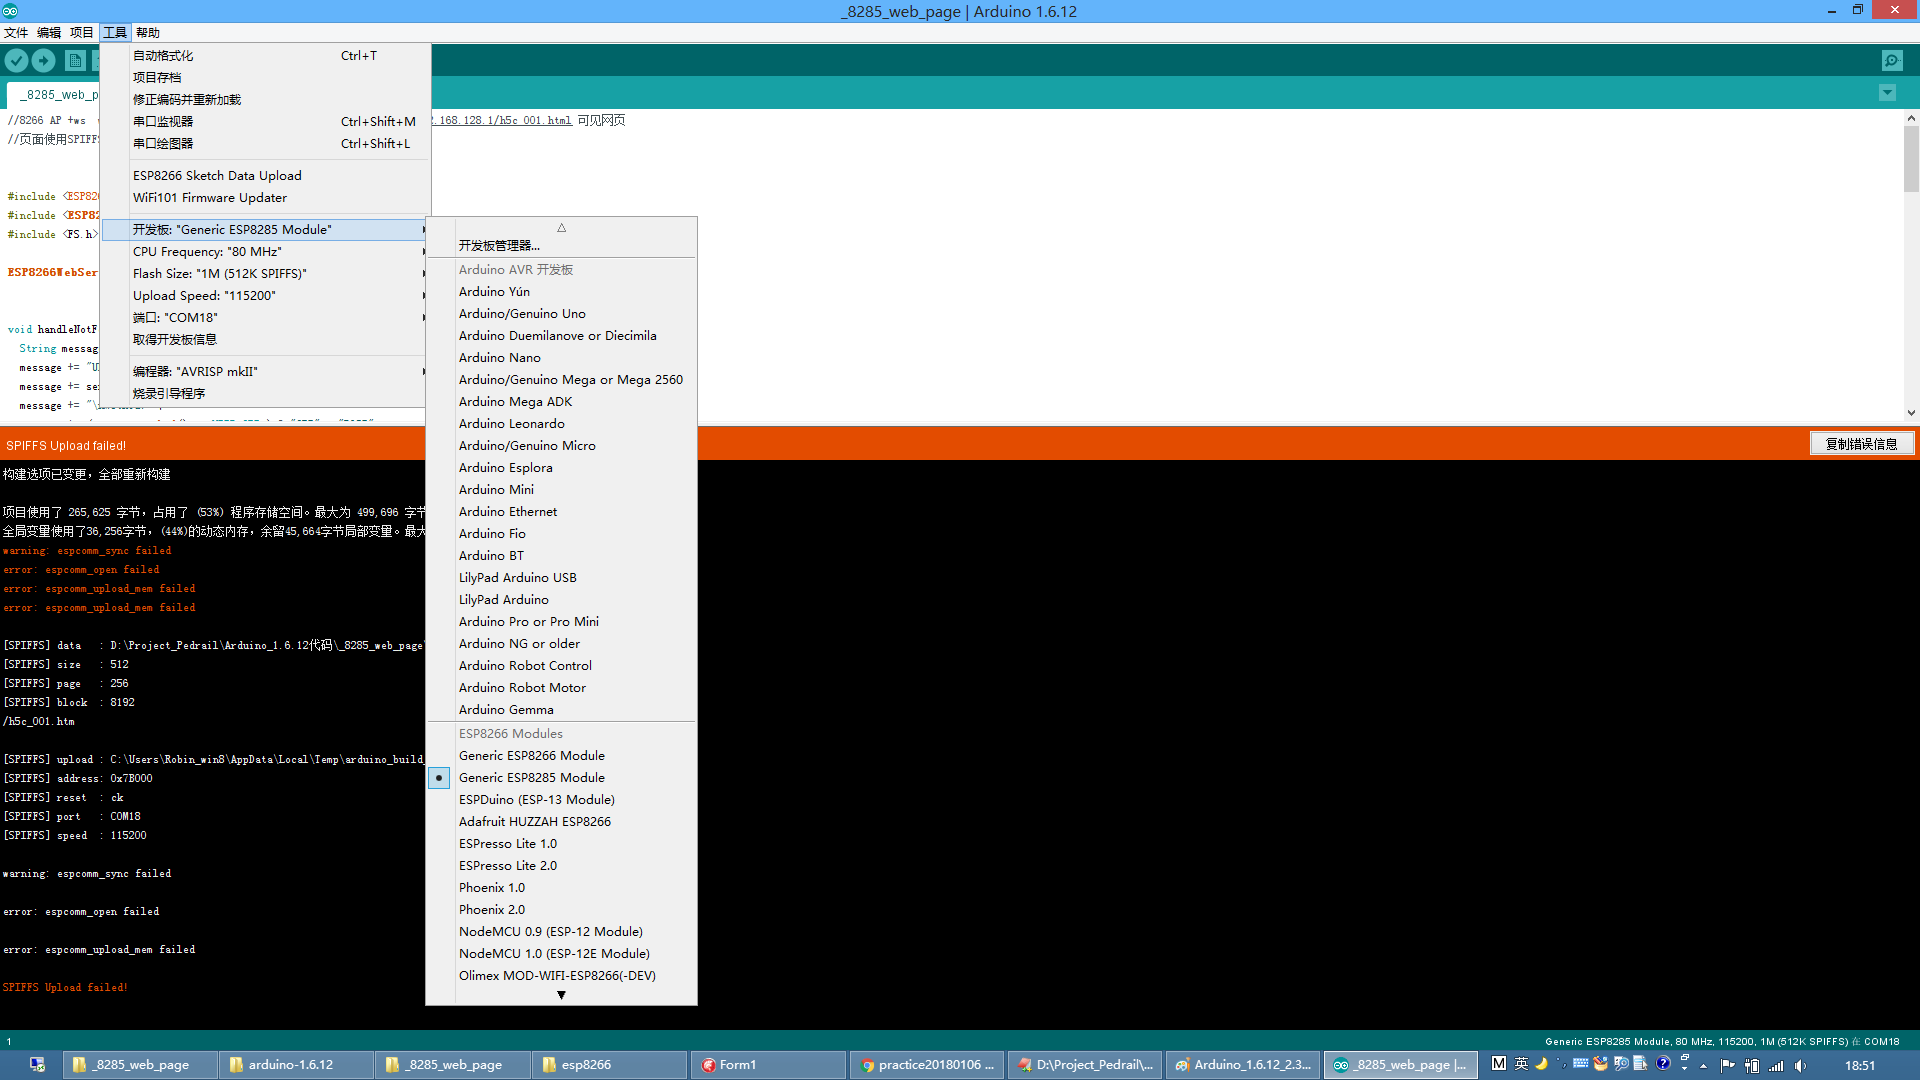 _8285_web_page | Arduino 1.6.12
文件 编辑 项目 工具 帮助
自动格式化 Ctrl+T
项目存档
修正编码并重新加载
串口监视器 Ctrl+Shift+M
串口绘图器 Ctrl+Shift+L
ESP8266 Sketch Data Upload
WiFi101 Firmware Updater
开发板: "Generic ESP8285 Module"
CPU Frequency: "80 MHz"
Flash Size: "1M (512K SPIFFS)"
Upload Speed: "115200"
端口: "COM18"
取得开发板信息
编程器: "AVRISP mkII"
烧录引导程序
_8285_web_p
//8266 AP +ws
2.168.128.1/h5c_001.html 可见网页
//页面使用SPIFFS
#include <ESP82
#include <ESP82
#include <FS.h>
ESP8266WebSer
void handleNotF
String messag
message += "U
message += se
message += "\
开发板管理器...
Arduino AVR 开发板
Arduino Yún
Arduino/Genuino Uno
Arduino Duemilanove or Diecimila
Arduino Nano
Arduino/Genuino Mega or Mega 2560
Arduino Mega ADK
Arduino Leonardo
Arduino/Genuino Micro
Arduino Esplora
Arduino Mini
Arduino Ethernet
Arduino Fio
Arduino BT
LilyPad Arduino USB
LilyPad Arduino
Arduino Pro or Pro Mini
Arduino NG or older
Arduino Robot Control
Arduino Robot Motor
Arduino Gemma
ESP8266 Modules
Generic ESP8266 Module
Generic ESP8285 Module
ESPDuino (ESP-13 Module)
Adafruit HUZZAH ESP8266
ESPresso Lite 1.0
ESPresso Lite 2.0
Phoenix 1.0
Phoenix 2.0
NodeMCU 0.9 (ESP-12 Module)
NodeMCU 1.0 (ESP-12E Module)
Olimex MOD-WIFI-ESP8266(-DEV)
SPIFFS Upload failed!
复制错误信息
构建选项已变更，全部重新构建
项目使用了 265,625 字节，占用了 (53%) 程序存储空间。最大为 499,696 字节
全局变量使用了36,256字节，(44%)的动态内存，余留45,664字节局部变量。最大
warning: espcomm_sync failed
error: espcomm_open failed
error: espcomm_upload_mem failed
error: espcomm_upload_mem failed
[SPIFFS] data : D:\Project_Pedrail\Arduino_1.6.12代码\_8285_web_page
[SPIFFS] size : 512
[SPIFFS] page : 256
[SPIFFS] block : 8192
/h5c_001.htm
[SPIFFS] upload : C:\Users\Robin_win8\AppData\Local\Temp\arduino_build_
[SPIFFS] address: 0x7B000
[SPIFFS] reset : ck
[SPIFFS] port : COM18
[SPIFFS] speed : 115200
warning: espcomm_sync failed
error: espcomm_open failed
error: espcomm_upload_mem failed
SPIFFS Upload failed!
1
Generic ESP8285 Module, 80 MHz, 115200, 1M (512K SPIFFS) 在 COM18
_8285_web_page
arduino-1.6.12
_8285_web_page
esp8266
Form1
practice20180106 ...
D:\Project_Pedrail\...
Arduino_1.6.12_2.3...
_8285_web_page |...
M 英
18:51